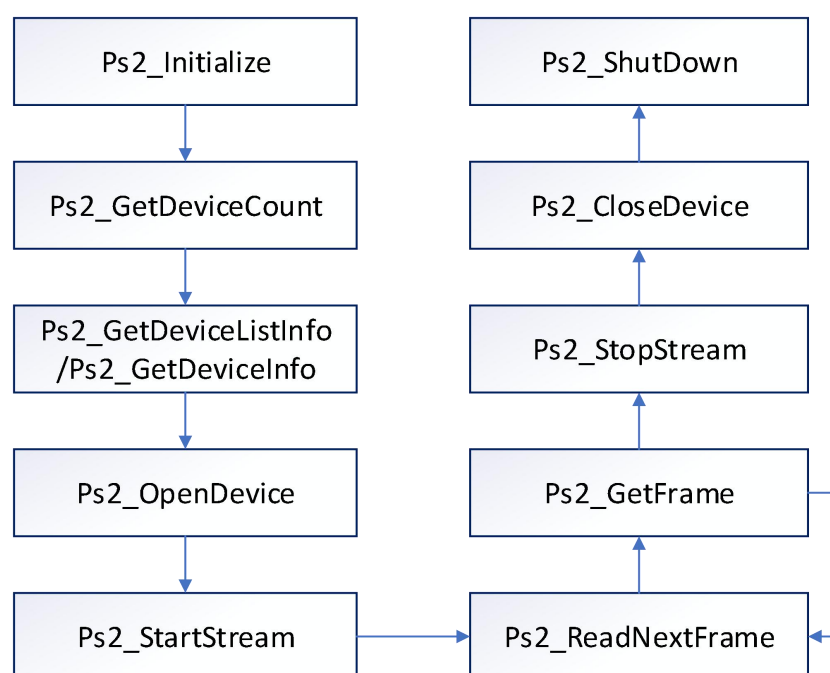 Ps2_Initialize
Ps2_GetDeviceCount
Ps2_GetDeviceListInfo
/Ps2_GetDeviceInfo
Ps2_OpenDevice
Ps2_StartStream
Ps2_ShutDown
Ps2_CloseDevice
Ps2_StopStream
Ps2_GetFrame
Ps2_ReadNextFrame